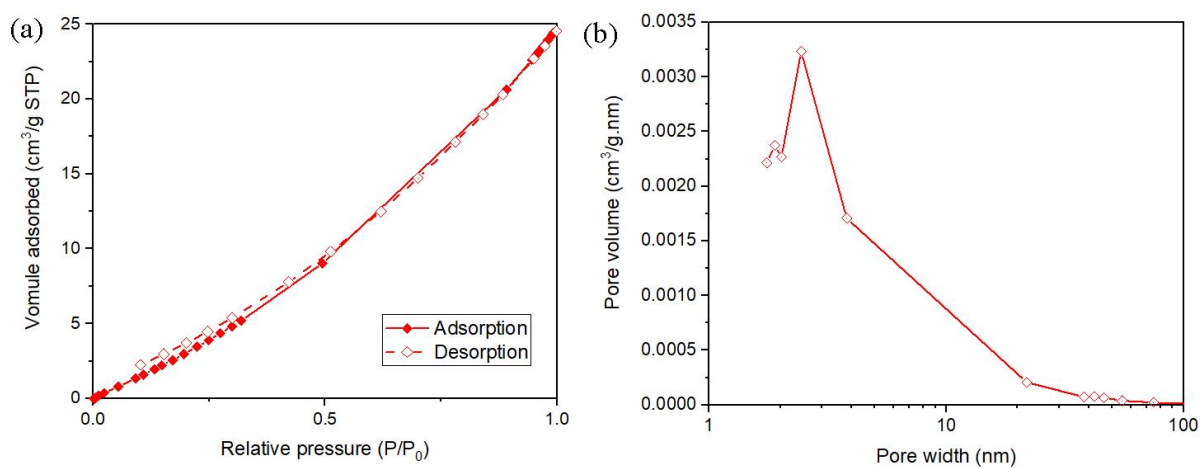 (a)
Vomule adsorbed (cm³/g STP)
25
20
15
10
5
0
0.0
0.5
1.0
Relative pressure (P/P₀)
Adsorption
Desorption
(b)
Pore volume (cm³/g.nm)
0.0035
0.0030
0.0025
0.0020
0.0015
0.0010
0.0005
0.0000
1
10
100
Pore width (nm)